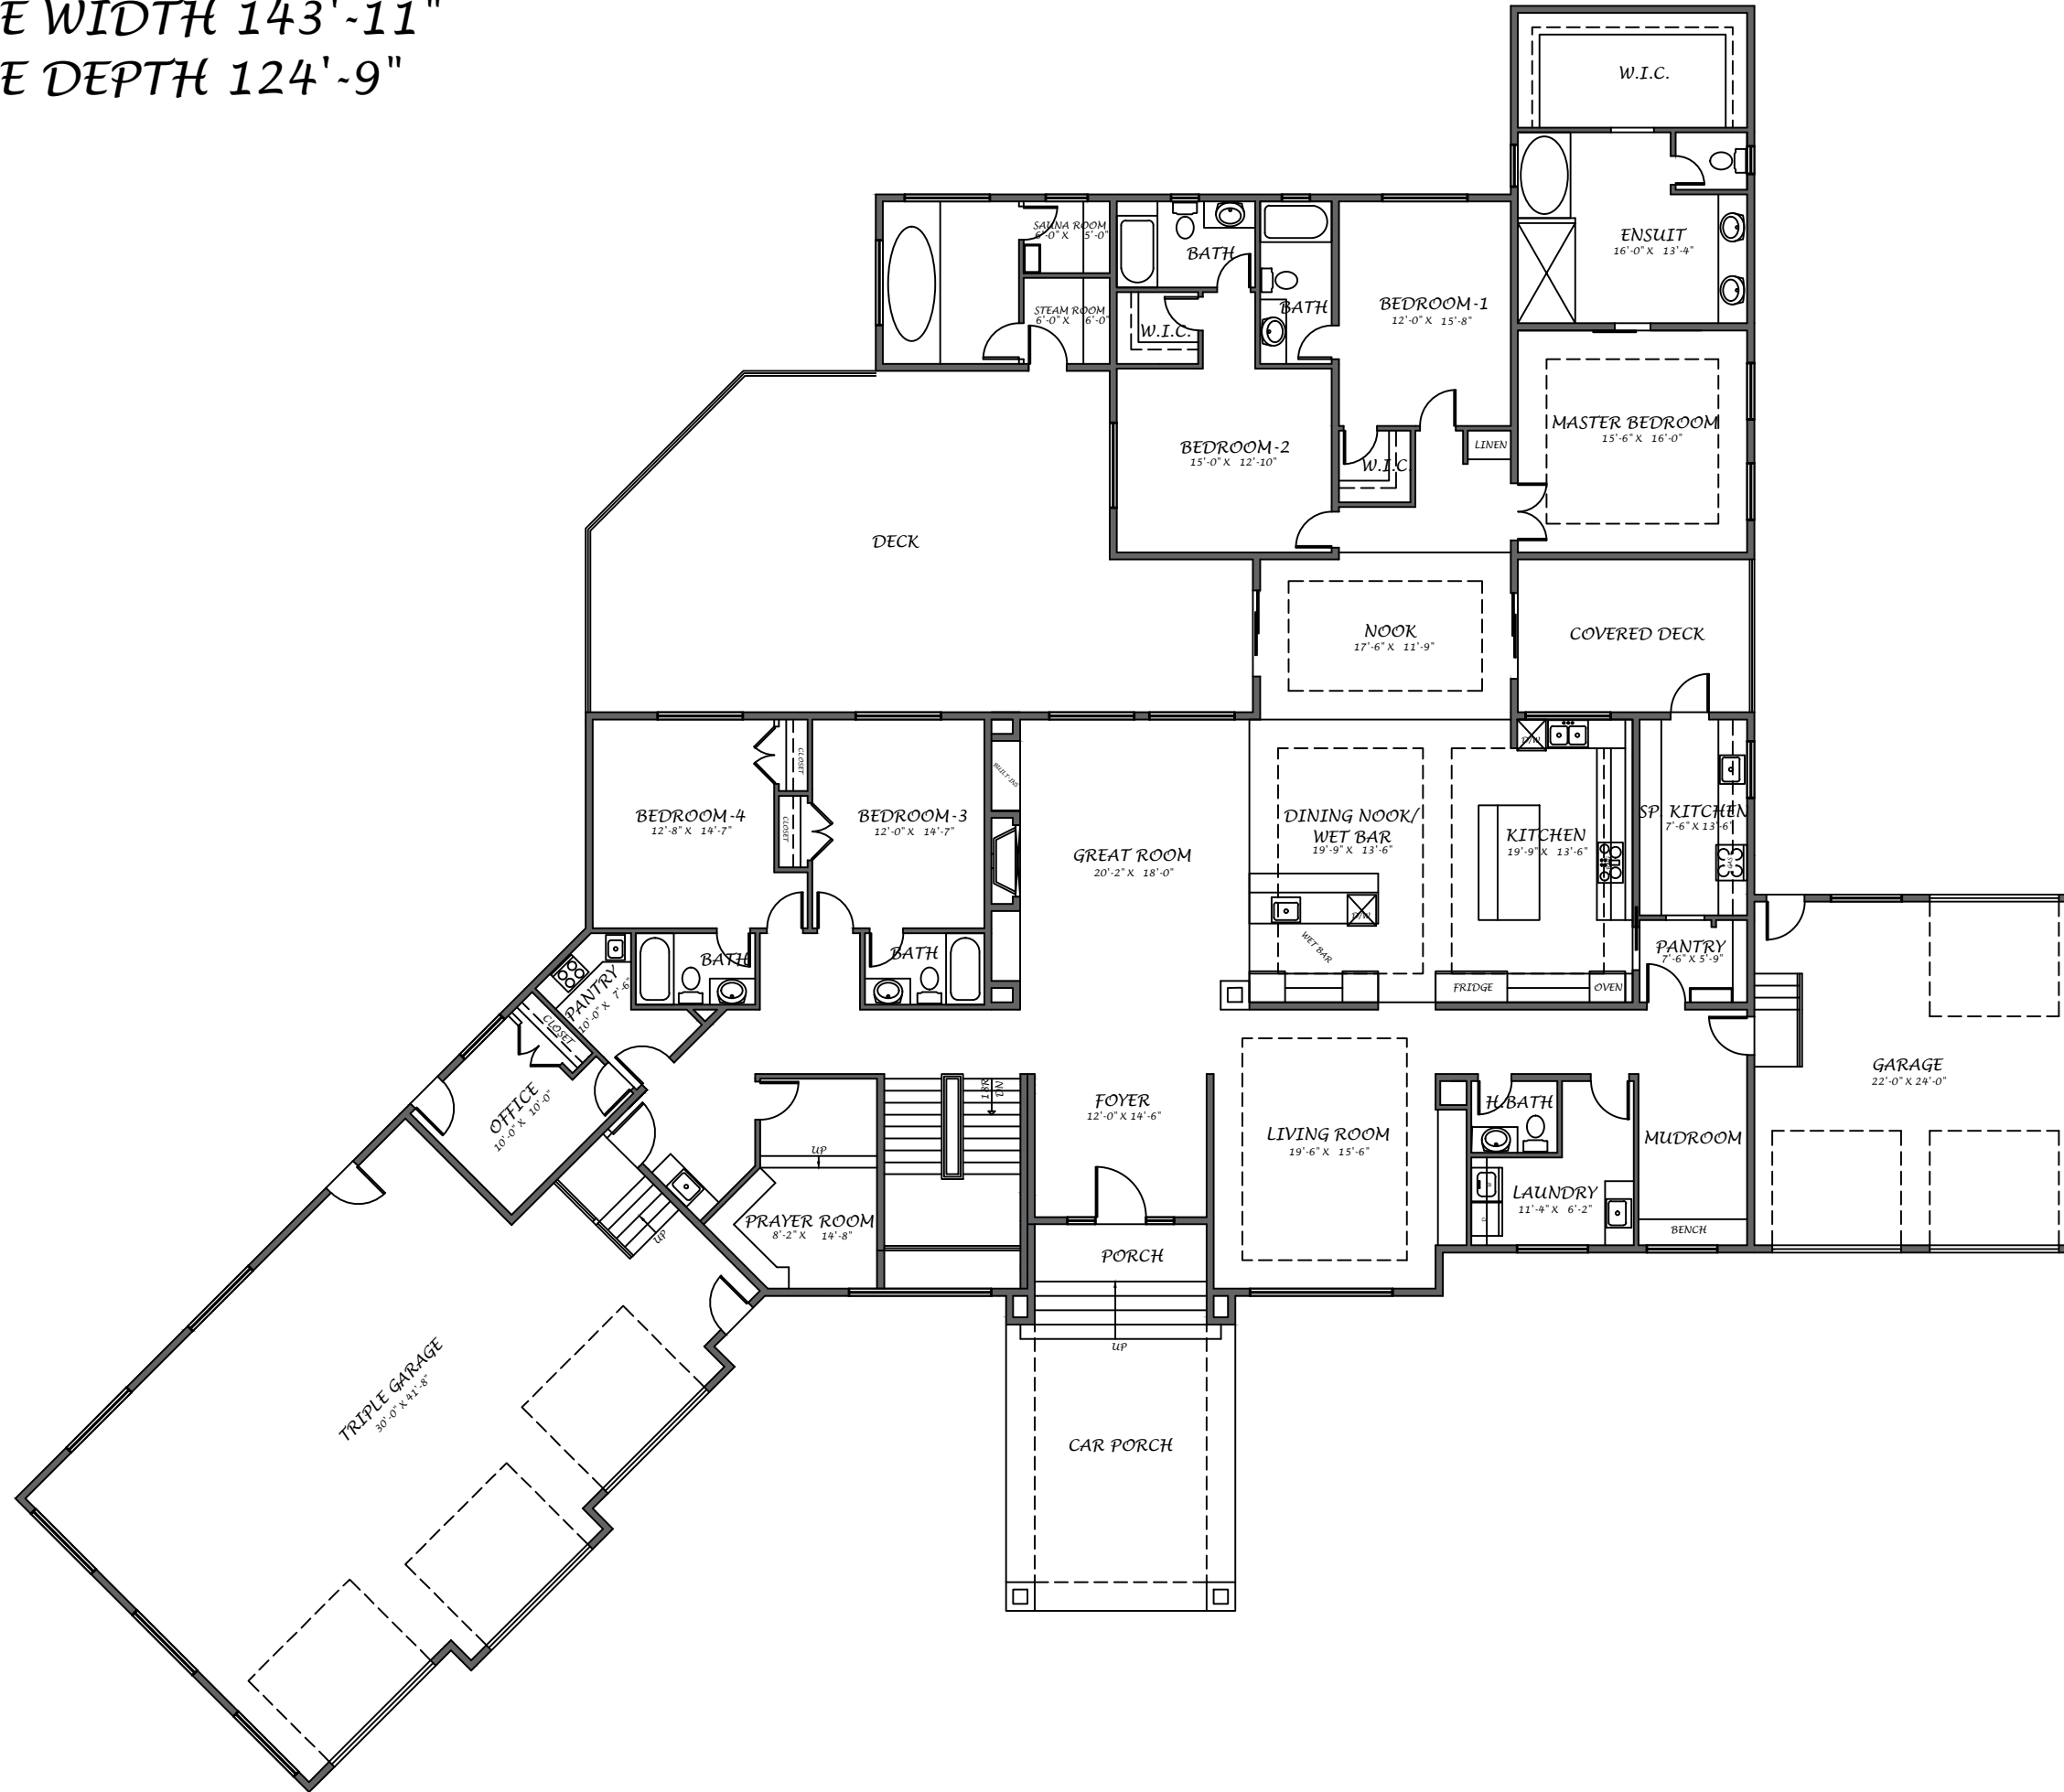 E WIDTH 143'-11"
E DEPTH 124'-9"
W.I.C.
ENSUIT
16'-0" X 13'-4"
SAUNA ROOM
6'-0" X 5'-0"
STEAM ROOM
6'-0" X 6'-0"
BATH
W.I.C.
BATH
BEDROOM-1
12'-0" X 15'-8"
MASTER BEDROOM
15'-6" X 16'-0"
LINEN
W.I.C.
BEDROOM-2
15'-0" X 12'-10"
DECK
NOOK
17'-6" X 11'-9"
COVERED DECK
BEDROOM-4
12'-8" X 14'-7"
CLOSET
CLOSET
BEDROOM-3
12'-0" X 14'-7"
BUILT-INS
GREAT ROOM
20'-2" X 18'-0"
DINING NOOK/
WET BAR
19'-9" X 13'-6"
D/W
KITCHEN
19'-9" X 13'-6"
SP. KITCHEN
7'-6" X 13'-6"
GAS
D/W
WET BAR
FRIDGE
OVEN
PANTRY
7'-6" X 5'-9"
BATH
BATH
PANTRY
10'-0" X 7'-6"
CLOSET
OFFICE
10'-0" X 10'-0"
UP
18R
DN
UP
PRAYER ROOM
8'-2" X 14'-8"
FOYER
12'-0" X 14'-6"
LIVING ROOM
19'-6" X 15'-6"
H.BATH
LAUNDRY
11'-4" X 6'-2"
MUDROOM
BENCH
GARAGE
22'-0" X 24'-0"
PORCH
UP
CAR PORCH
TRIPLE GARAGE
30'-0" X 41'-8"